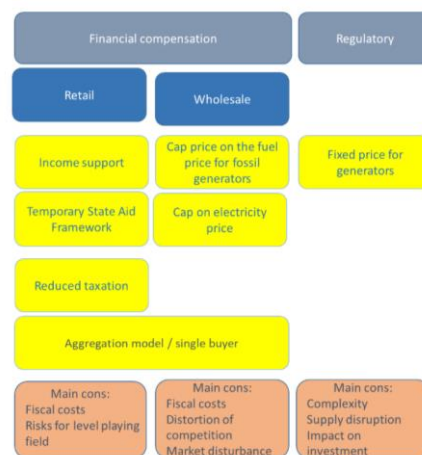 Financial compensation
Regulatory
Retail
Wholesale
Income support
Cap price on the fuel
price for fossil
generators
Fixed price for
generators
Temporary State Aid
Framework
Cap on electricity
price
Reduced taxation
Aggregation model / single buyer
Main cons:
Fiscal costs
Risks for level playing
field
Main cons:
Fiscal costs
Distortion of
competition
Market disturbance
Main cons:
Complexity
Supply disruption
Impact on
investment